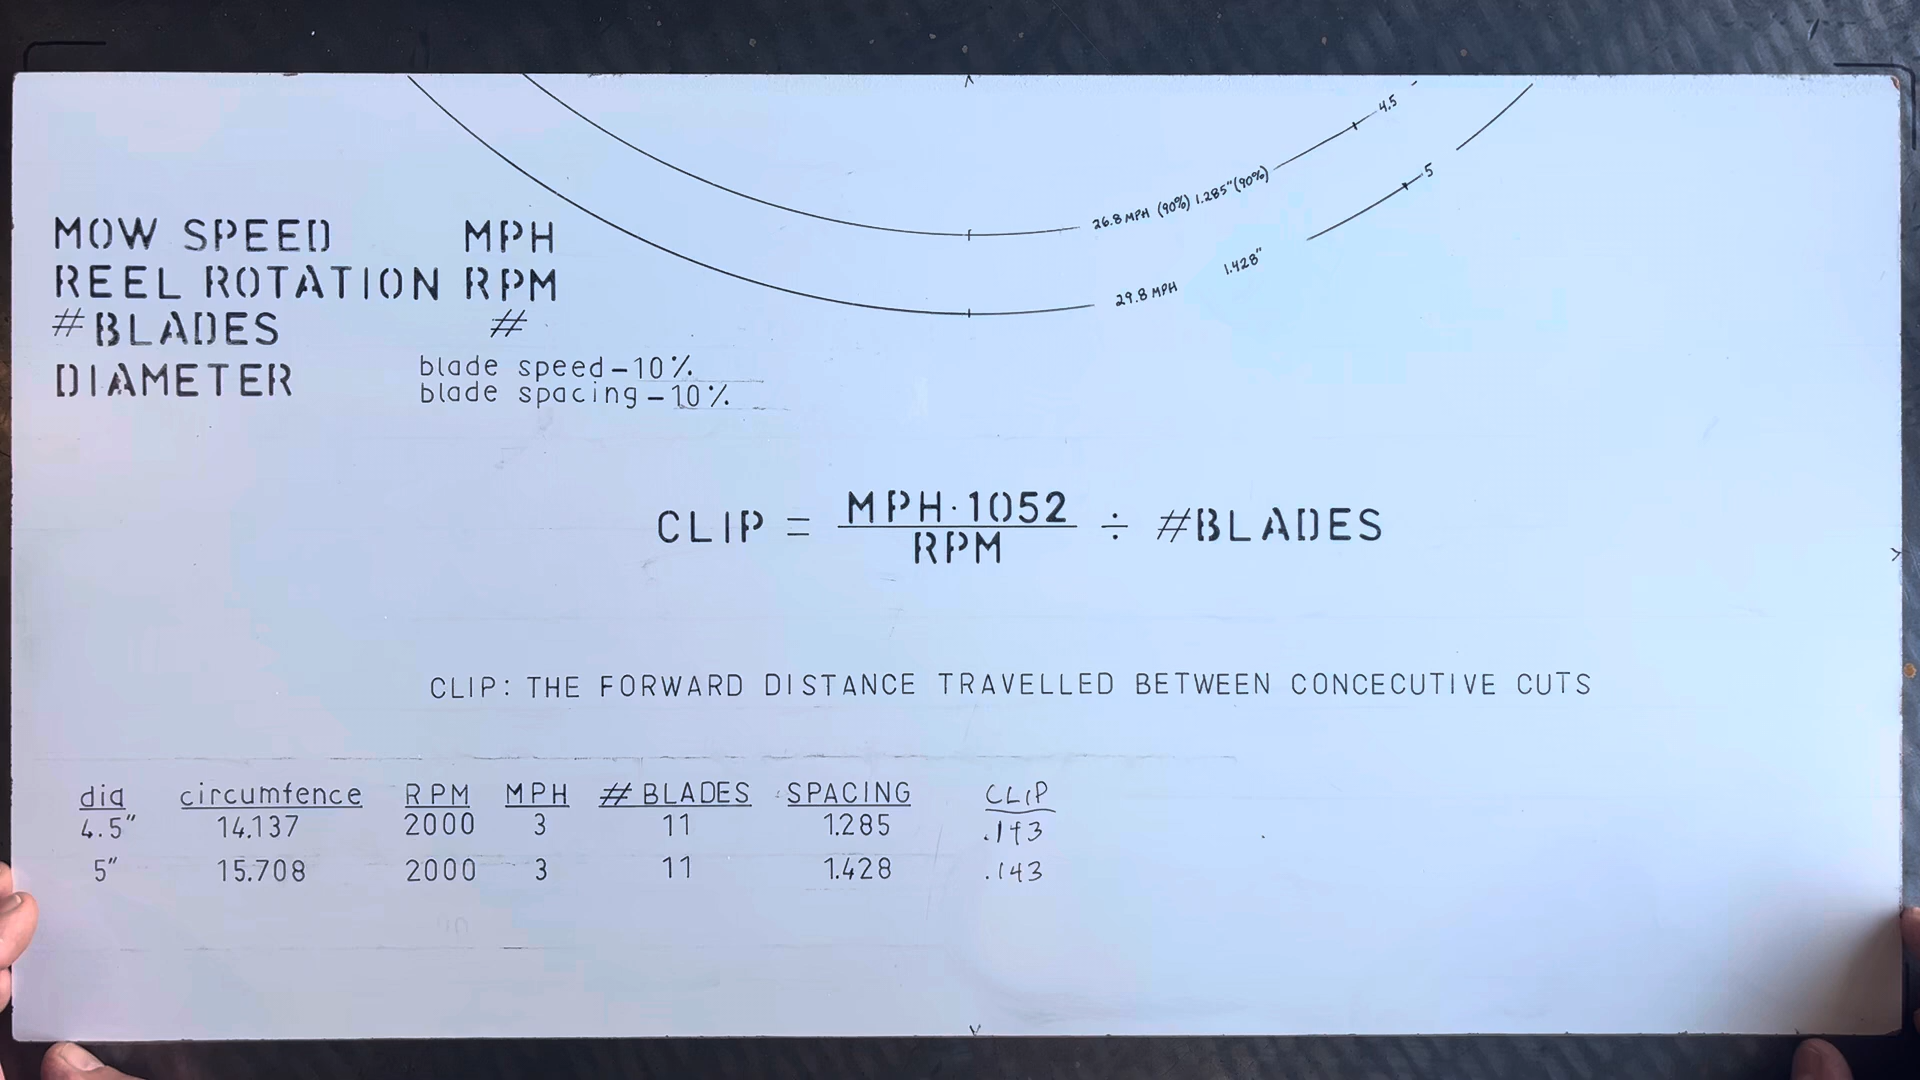 4.5
26.8 MPH (90%) 1.285"(90%)
5
29.8 MPH 1.428"
MOW SPEED MPH
REEL ROTATION RPM
#BLADES #
DIAMETER
blade speed-10%
blade spacing-10%
CLIP = MPH·1052 ÷ #BLADES
RPM
CLIP: THE FORWARD DISTANCE TRAVELLED BETWEEN CONCECUTIVE CUTS
dia circumfence RPM MPH # BLADES SPACING CLIP
4.5" 14.137 2000 3 11 1.285 .143
5" 15.708 2000 3 11 1.428 .143